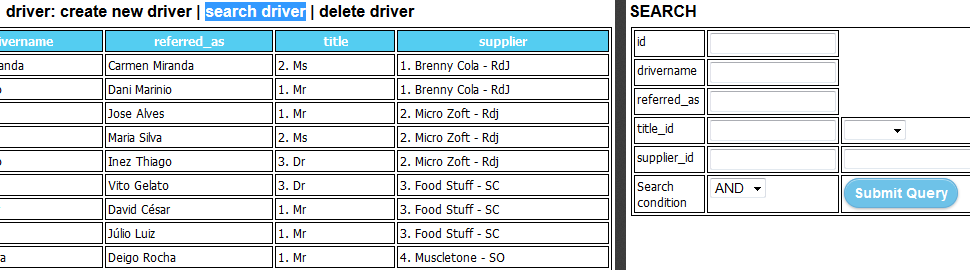 driver: create new driver | search driver | delete driver
ivername referred_as title supplier
anda Carmen Miranda 2. Ms 1. Brenny Cola - RdJ
o Dani Marinio 1. Mr 1. Brenny Cola - RdJ
Jose Alves 1. Mr 2. Micro Zoft - Rdj
Maria Silva 2. Ms 2. Micro Zoft - Rdj
o Inez Thiago 3. Dr 2. Micro Zoft - Rdj
Vito Gelato 3. Dr 3. Food Stuff - SC
David César 1. Mr 3. Food Stuff - SC
Júlio Luiz 1. Mr 3. Food Stuff - SC
a Deigo Rocha 1. Mr 4. Muscletone - SO
SEARCH
id
drivername
referred_as
title_id
supplier_id
Search
condition
AND
Submit Query